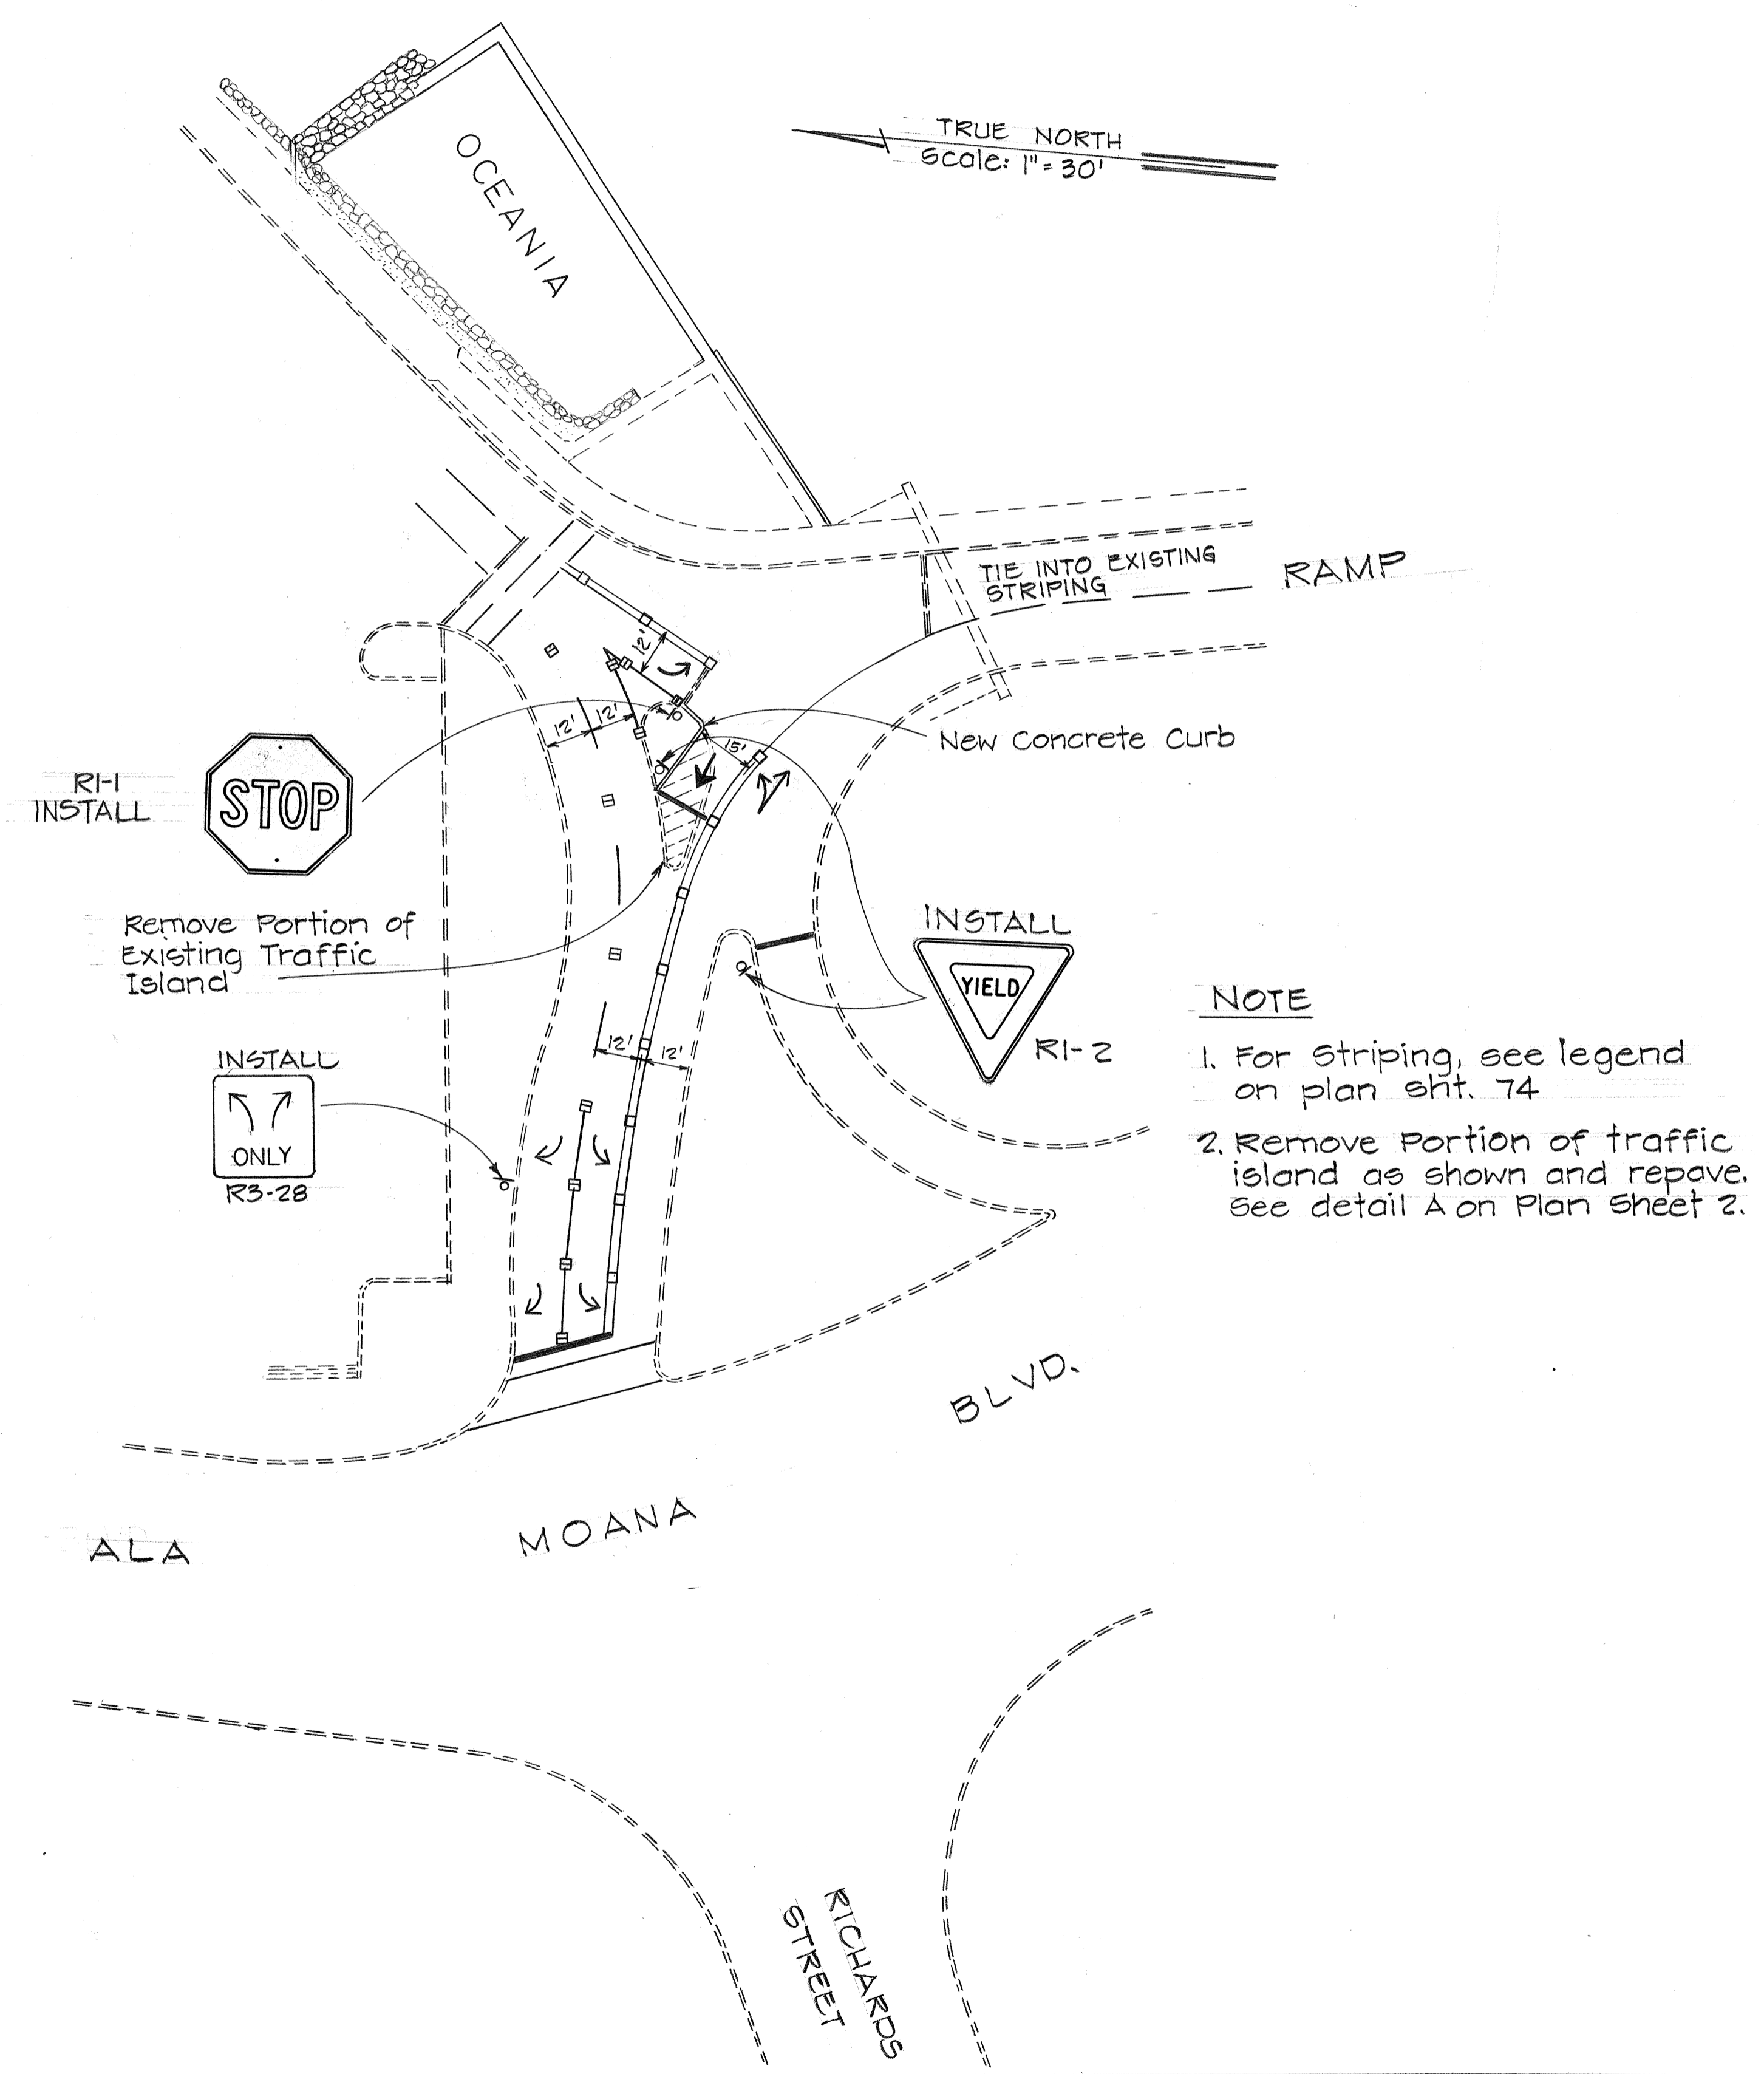 OCEANIA
TRUE NORTH
Scale: 1"=30'
TIE INTO EXISTING
STRIPING
RAMP
12'
12'
12'
15'
New Concrete Curb
R1-1
INSTALL
STOP
Remove Portion of
Existing Traffic
Island
INSTALL
YIELD
R1-2
INSTALL
ONLY
R3-28
12'
12'
NOTE
1. For Striping, see legend
on plan sht. 74
2. Remove Portion of traffic
island as shown and repave.
See detail A on Plan Sheet 2.
ALA
MOANA
BLVD.
RICHARDS
STREET